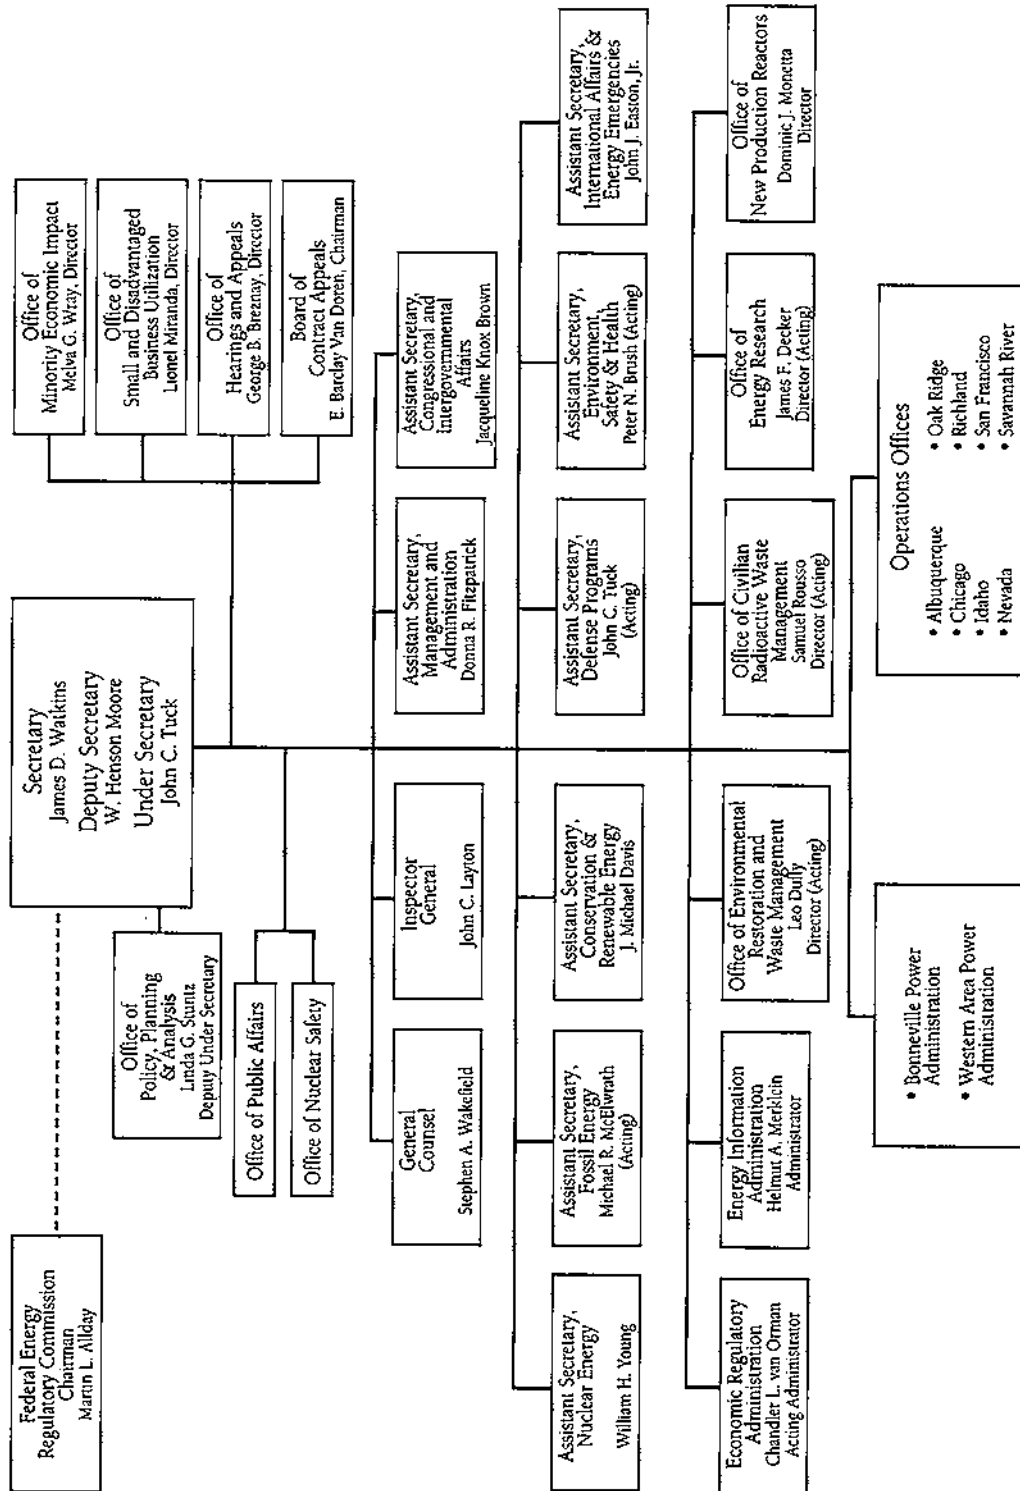 Federal Energy
Regulatory Commission
Chairman
Martin L. Allday
Secretary
James D. Watkins
Deputy Secretary
W. Henson Moore
Under Secretary
John C. Tuck
Office of
Minority Economic Impact
Melva G. Wray, Director
Office of
Small and Disadvantaged
Business Utilization
Lionel Miranda, Director
Office of
Hearings and Appeals
George B. Breznay, Director
Board of
Contract Appeals
E. Barclay Van Doren, Chairman
Office of
Policy, Planning
& Analysis
Linda G. Stuntz
Deputy Under Secretary
Office of Public Affairs
Office of Nuclear Safety
General
Counsel
Stephen A. Wakefield
Inspector
General
John C. Layton
Assistant Secretary,
Management and
Administration
Donna R. Fitzpatrick
Assistant Secretary,
Congressional and
Intergovernmental
Affairs
Jacqueline Knox Brown
Assistant Secretary,
Nuclear Energy
William H. Young
Assistant Secretary,
Fossil Energy
Michael R. McElwrath
(Acting)
Assistant Secretary,
Conservation &
Renewable Energy
J. Michael Davis
Assistant Secretary,
Defense Programs
John C. Tuck
(Acting)
Assistant Secretary,
Environment,
Safety & Health
Peter N. Brush (Acting)
Assistant Secretary,
International Affairs &
Energy Emergencies
John J. Easton, Jr.
Economic Regulatory
Administration
Chandler L. van Orman
Acting Administrator
Energy Information
Administration
Helmut A. Merklein
Administrator
Office of Environmental
Restoration and
Waste Management
Leo Duffy
Director (Acting)
Office of Civilian
Radioactive Waste
Management
Samuel Rousso
Director (Acting)
Office of
Energy Research
James F. Decker
Director (Acting)
Office of
New Production Reactors
Dominic J. Monetta
Director
• Bonneville Power
Administration
• Western Area Power
Administration
Operations Offices
• Albuquerque
• Chicago
• Idaho
• Nevada
• Oak Ridge
• Richland
• San Francisco
• Savannah River